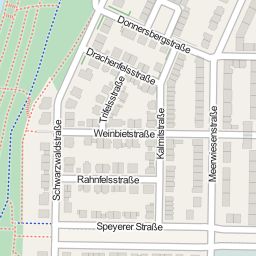 Donnersbergstraße
Drachenfelsstraße
Trifelsstraße
Kalmitstraße
Weinbietstraße
Schwarzwaldstraße
Meerwiesenstraße
Rahnfelsstraße
Speyerer Straße